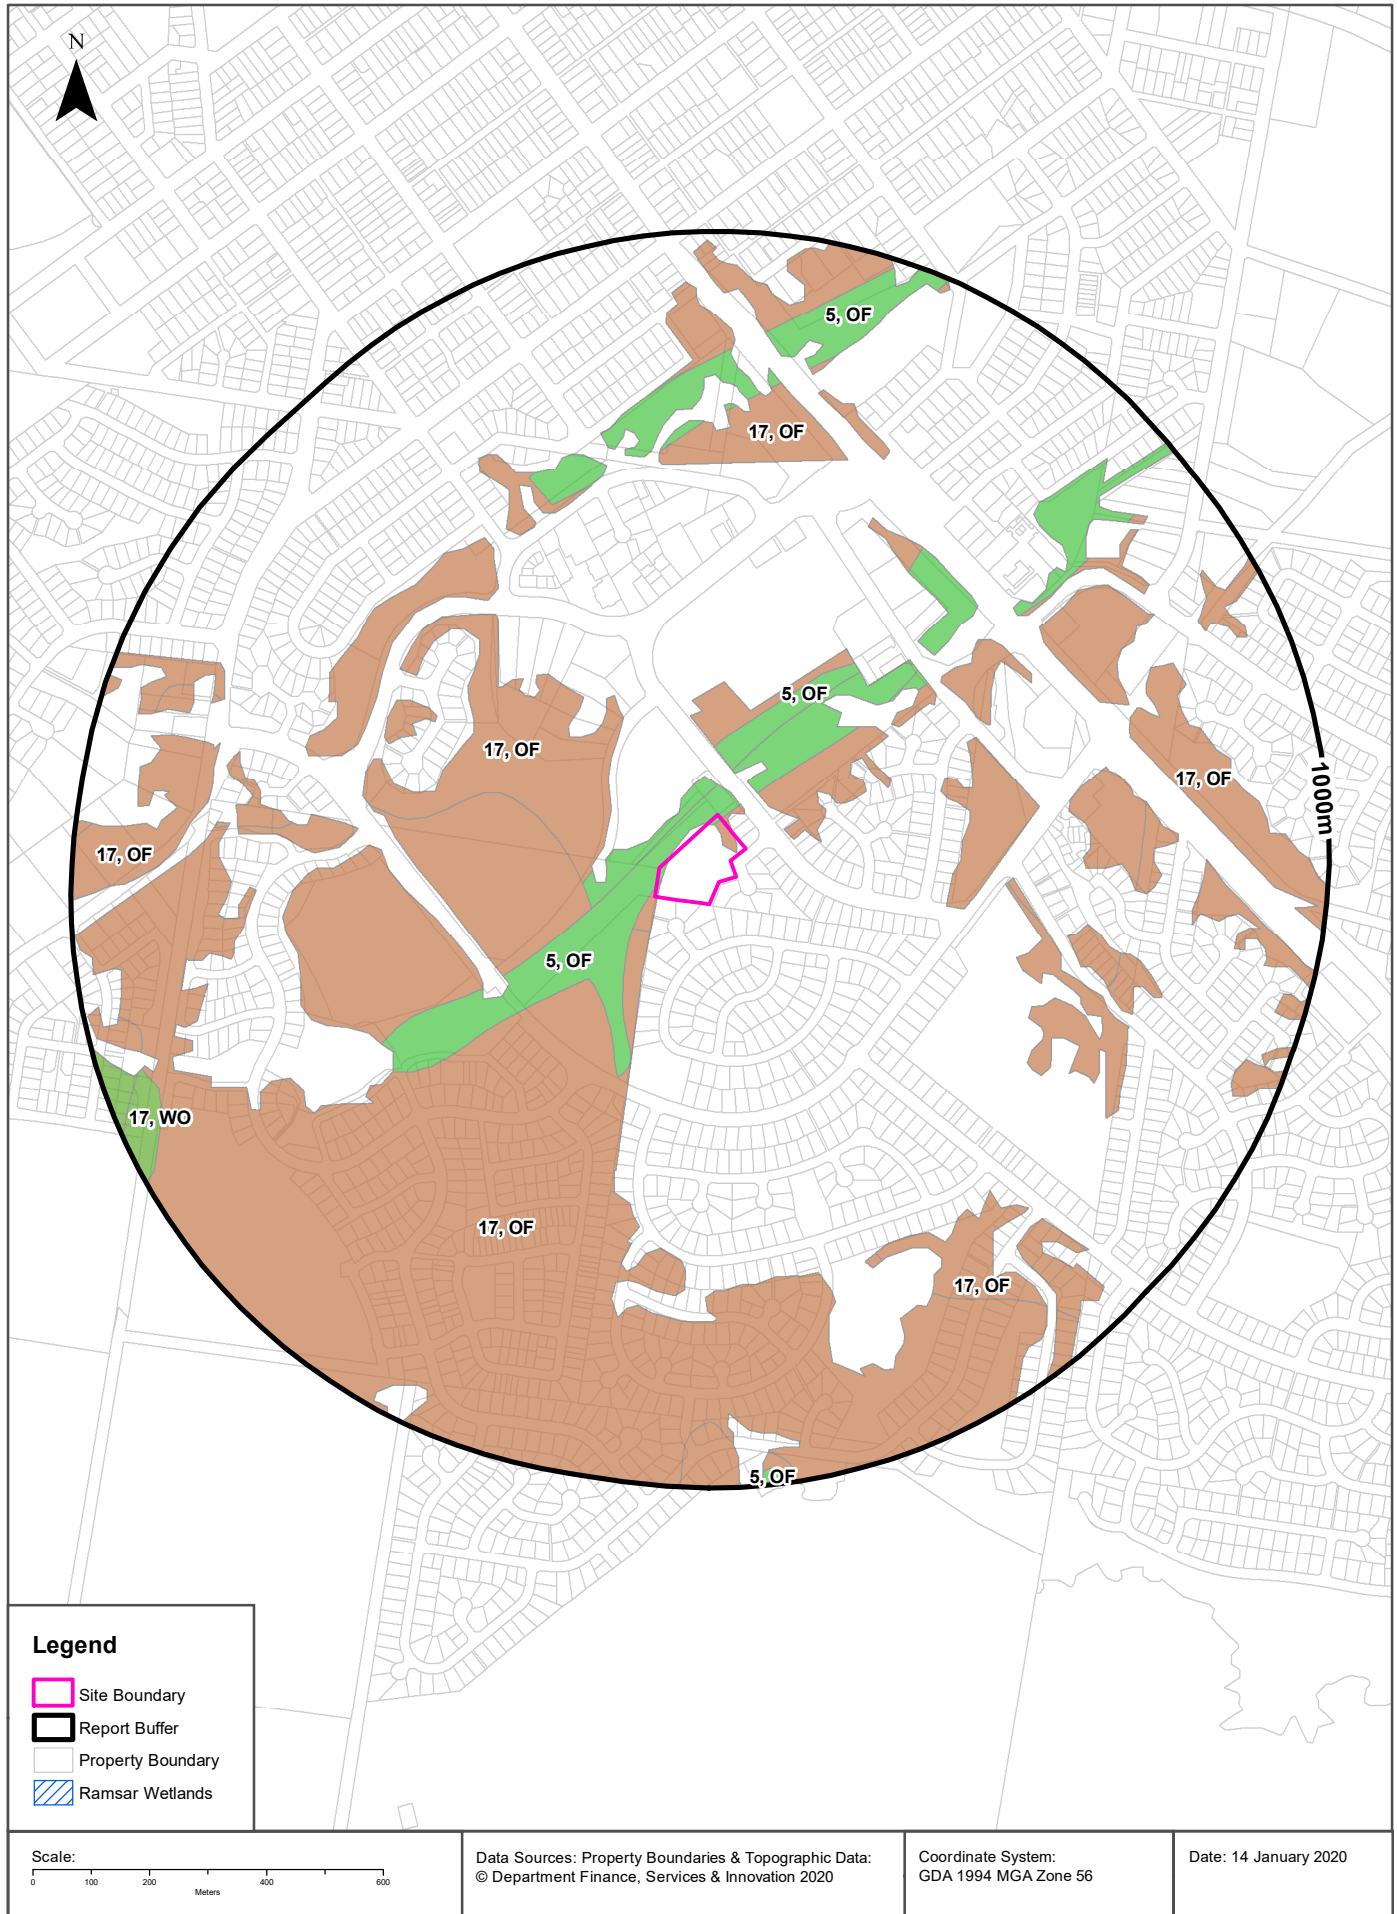 N
5, OF
17, OF
5, OF
17, OF
17, OF
1000m
17, OF
5, OF
17, WO
17, OF
17, OF
5, OF
Legend
Site Boundary
Report Buffer
Property Boundary
Ramsar Wetlands
Scale:
0 100 200 400 600
Meters
Data Sources: Property Boundaries & Topographic Data:
© Department Finance, Services & Innovation 2020
Coordinate System:
GDA 1994 MGA Zone 56
Date: 14 January 2020